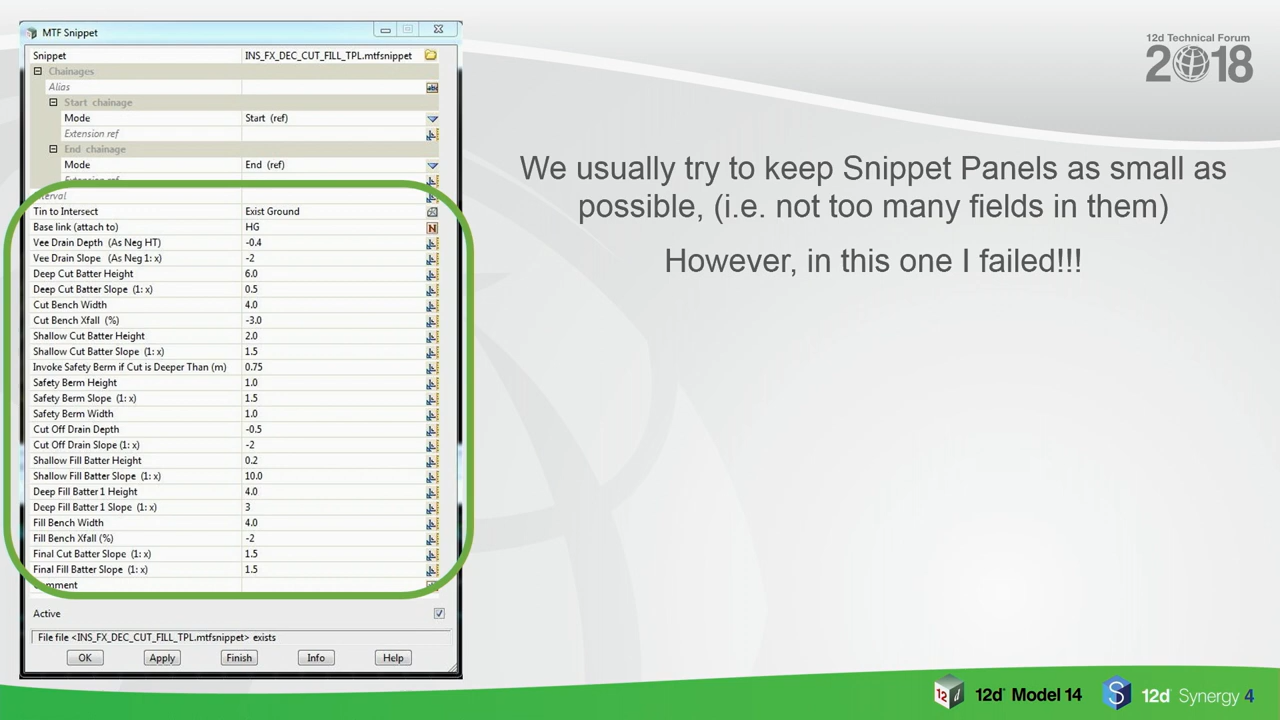 MTF Snippet
Snippet INS_FX_DEC_CUT_FILL_TPL.mtfsnippet
Chainages
Alias
Start chainage
Mode Start (ref)
Extension ref
End chainage
Mode End (ref)
Extension ref
Interval
Tin to Intersect Exist Ground
Base link (attach to) HG N
Vee Drain Depth (As Neg HT) -0.4
Vee Drain Slope (As Neg 1: x) -2
Deep Cut Batter Height 6.0
Deep Cut Batter Slope (1: x) 0.5
Cut Bench Width 4.0
Cut Bench Xfall (%) -3.0
Shallow Cut Batter Height 2.0
Shallow Cut Batter Slope (1: x) 1.5
Invoke Safety Berm if Cut is Deeper Than (m) 0.75
Safety Berm Height 1.0
Safety Berm Slope (1: x) 1.5
Safety Berm Width 1.0
Cut Off Drain Depth -0.5
Cut Off Drain Slope (1: x) -2
Shallow Fill Batter Height 0.2
Shallow Fill Batter Slope (1: x) 10.0
Deep Fill Batter 1 Height 4.0
Deep Fill Batter 1 Slope (1: x) 3
Fill Bench Width 4.0
Fill Bench Xfall (%) -2
Final Cut Batter Slope (1: x) 1.5
Final Fill Batter Slope (1: x) 1.5
Comment
Active
File file <INS_FX_DEC_CUT_FILL_TPL.mtfsnippet> exists
OK Apply Finish Info Help
12d Technical Forum
2018
We usually try to keep Snippet Panels as small as
possible, (i.e. not too many fields in them)
However, in this one I failed!!!
12d 12d Model 14 S 12d Synergy 4